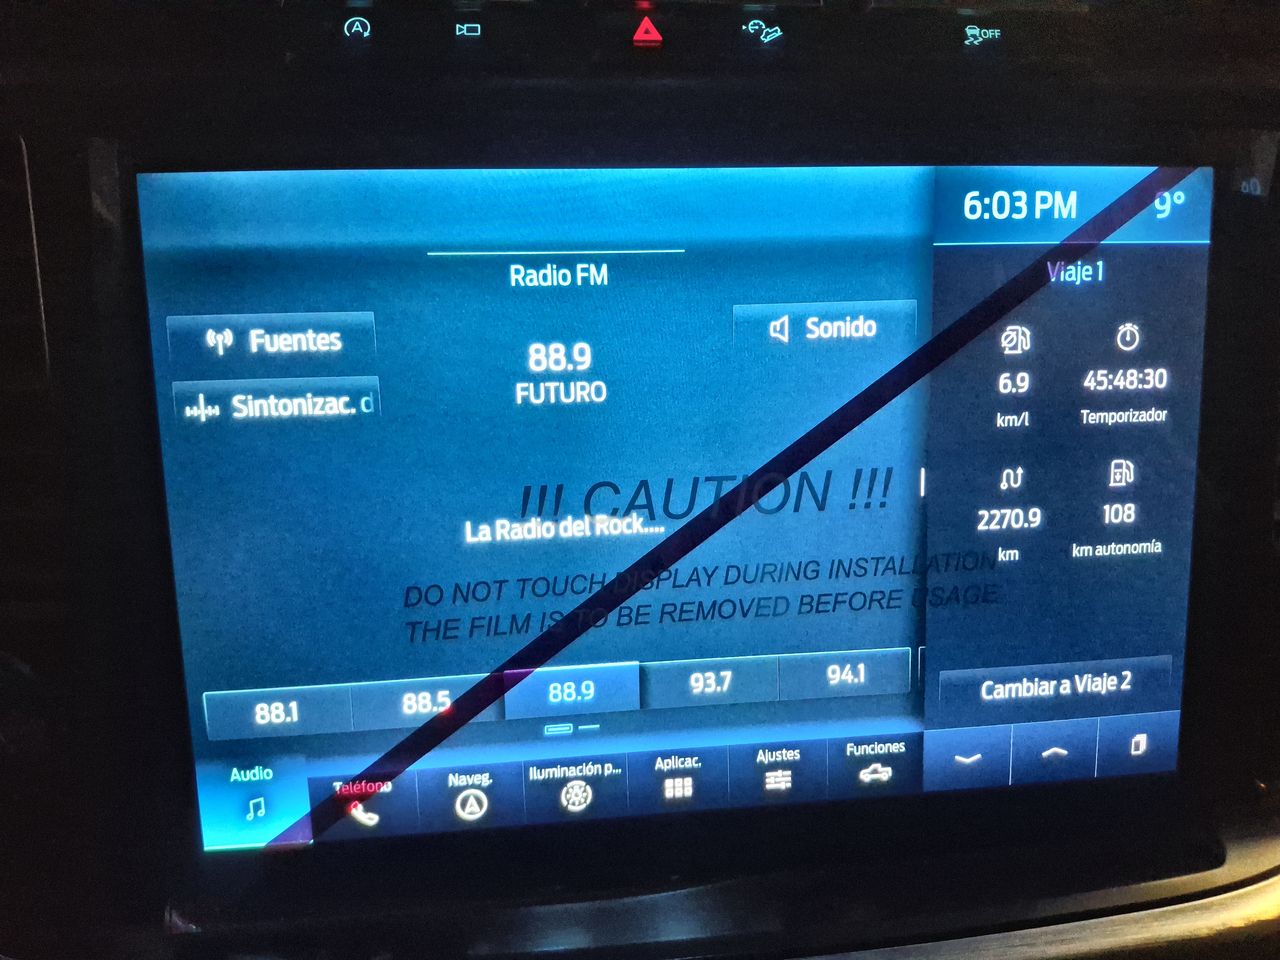 A
OFF
6:03 PM
9°
Radio FM
Viaje 1
Fuentes
Sonido
88.9
FUTURO
Sintonizac. d
6.9
km/l
45:48:30
Temporizador
!!! CAUTION !!!
La Radio del Rock....
2270.9
km
108
km autonomía
DO NOT TOUCH DISPLAY DURING INSTALLATION
THE FILM IS TO BE REMOVED BEFORE USAGE
88.1
88.5
88.9
93.7
94.1
Cambiar a Viaje 2
Audio
Teléfono
Naveg.
Iluminación p...
Aplicac.
Ajustes
Funciones